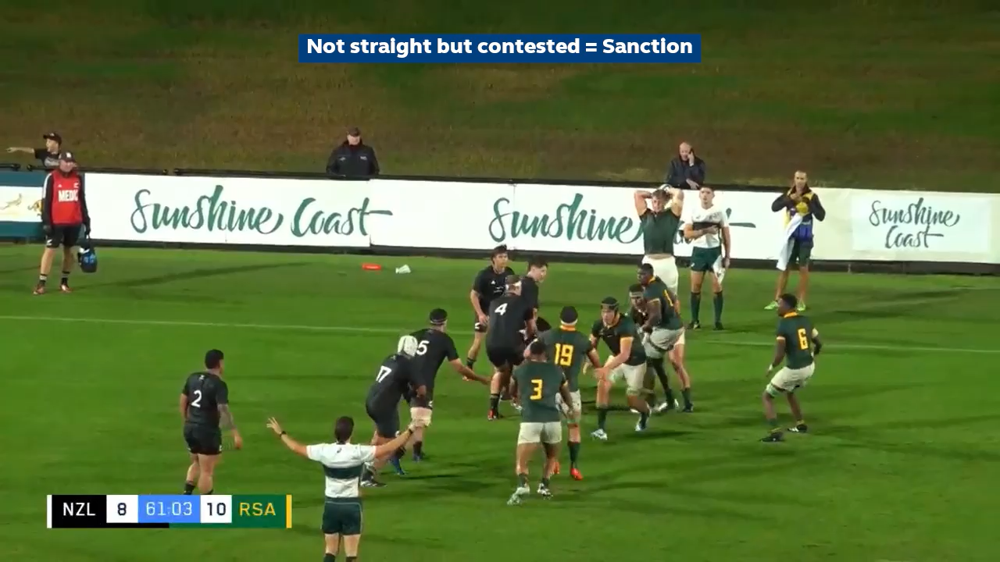 Not straight but contested = Sanction
MEDIC
Sunshine Coast
Sunshine
Sunshine
Coast
4
5
17
19
3
6
2
NZL 8 61:03 10 RSA